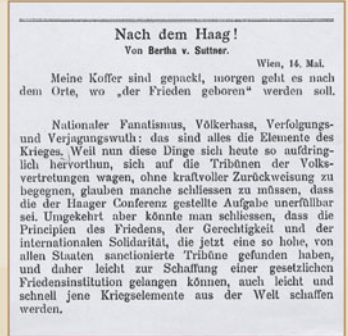 Nach dem Haag!
Von Bertha v. Suttner.
Wien, 14. Mai.
Meine Koffer sind gepackt, morgen geht es nach
dem Orte, wo „der Frieden geboren“ werden soll.
Nationaler Fanatismus, Völkerhass, Verfolgungs-
und Verjagungswuth: das sind alles die Elemente des
Krieges. Weil nun diese Dinge sich heute so aufdring-
lich hervorthun, sich auf die Tribünen der Volks-
vertretungen wagen, ohne kraftvoller Zurückweisung zu
begegnen, glauben manche schliessen zu müssen, dass
die der Haager Conferenz gestellte Aufgabe unerfüllbar
sei. Umgekehrt aber könnte man schliessen, dass die
Principien des Friedens, der Gerechtigkeit und der
internationalen Solidarität, die jetzt eine so hohe, von
allen Staaten sanctionierte Tribüne gefunden haben,
und daher leicht zur Schaffung einer gesetzlichen
Friedensinstitution gelangen können, auch leicht und
schnell jene Kriegselemente aus der Welt schaffen
werden.